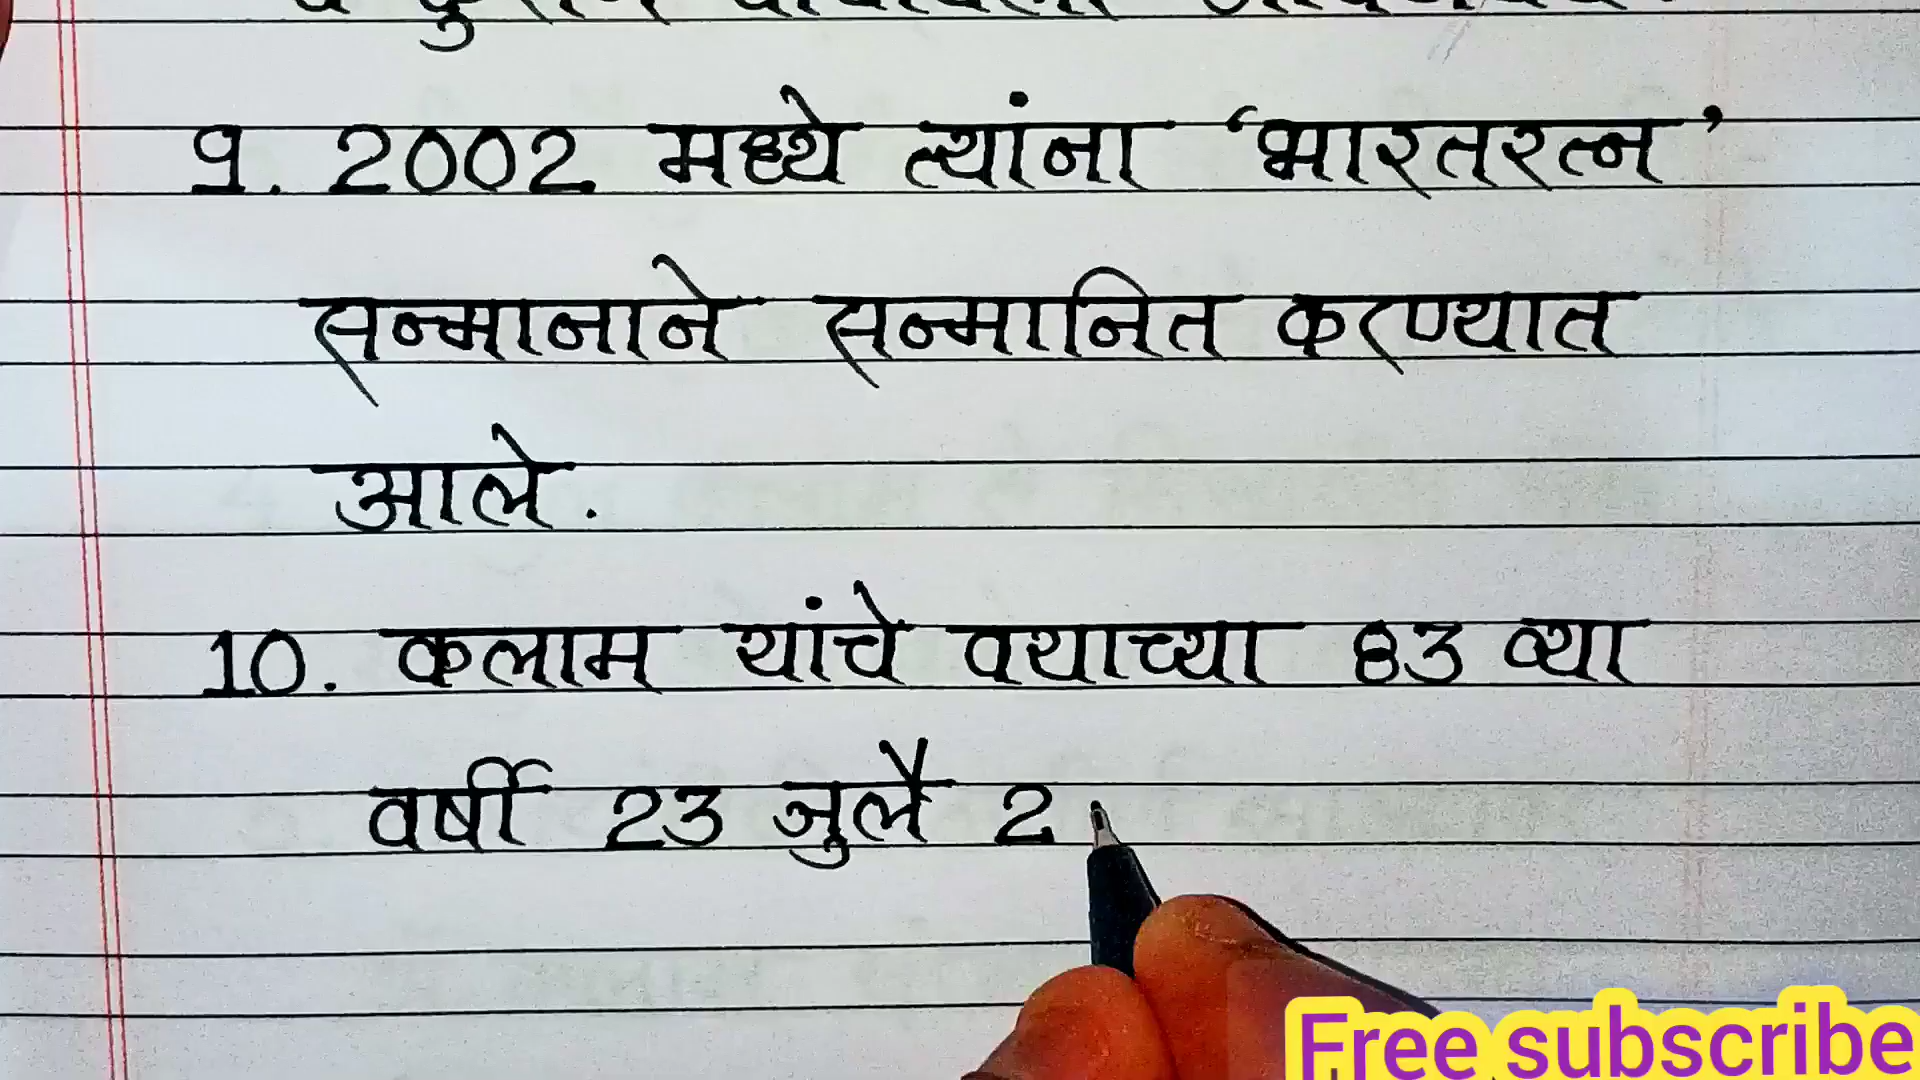 9. 2002 मध्ये त्यांना ‘भारतरत्न’
सन्मानाने सन्मानित करण्यात
आले.
10. कलाम यांचे वयाच्या 83 व्या
वर्षी 23 जुलै 2
Free subscribe